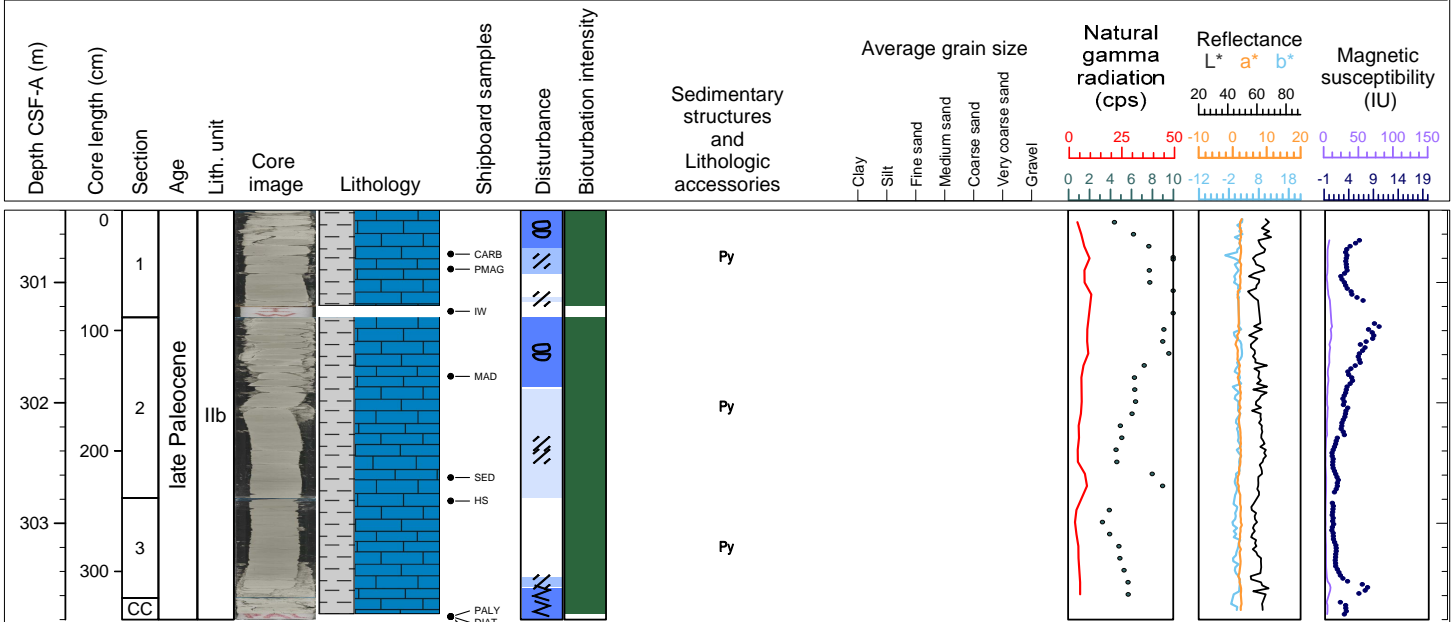 Depth CSF-A (m)
Core length (cm)
Section
Age
Lith. unit
Core
image
Lithology
Shipboard samples
Disturbance
Bioturbation intensity
Sedimentary
structures
and
Lithologic
accessories
Average grain size
Clay
Silt
Fine sand
Medium sand
Coarse sand
Very coarse sand
Gravel
Natural
gamma
radiation
(cps)
0 25 50
0 2 4 6 8 10
Reflectance
L* a* b*
20 40 60 80
-10 0 10 20
-12 -2 8 18
Magnetic
susceptibility
(IU)
0 50 100 150
-1 4 9 14 19
301
302
303
0
100
200
300
1
2
3
CC
late Paleocene
IIb
CARB
PMAG
IW
MAD
SED
HS
PALY
Py
Py
Py